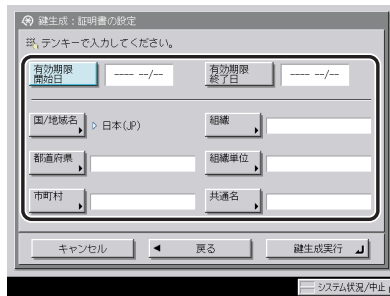 鍵生成:証明書の設定
テンキーで入力してください。
有効期限
開始日
---- --/--
有効期限
終了日
---- --/--
国/地域名
日本(JP)
組織
都道府県
組織単位
市町村
共通名
キャンセル
戻る
鍵生成実行
システム状況/中止